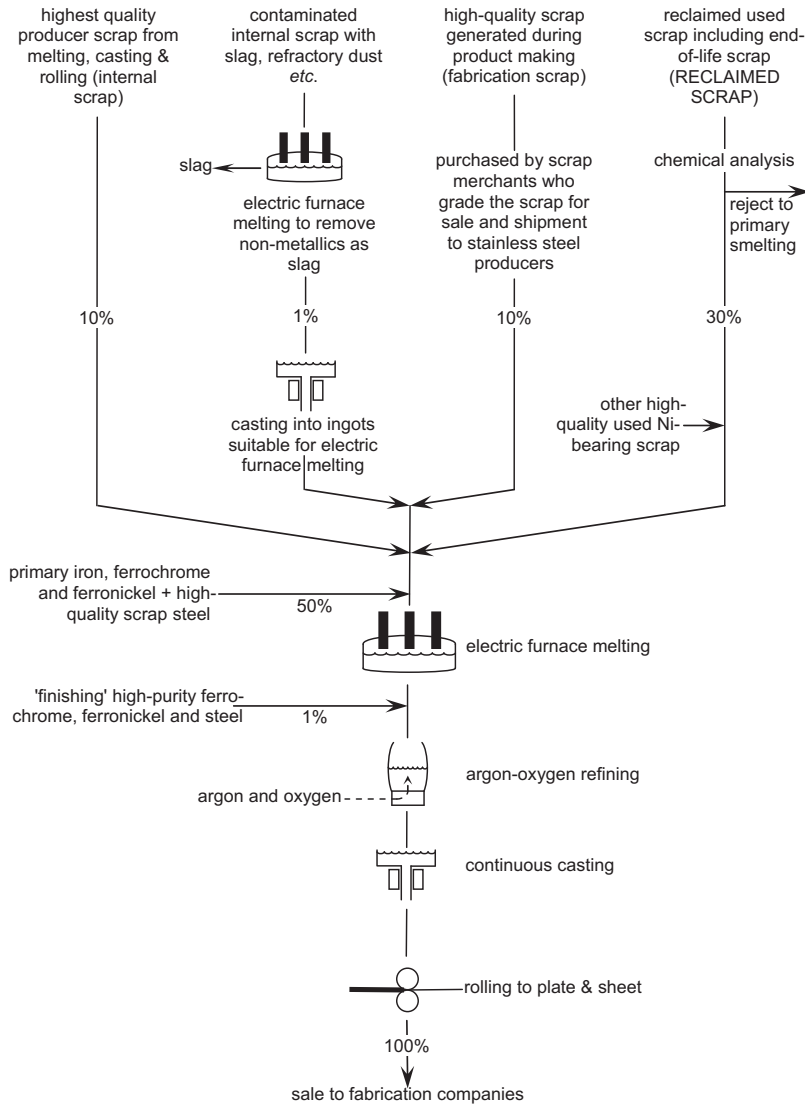 highest quality
producer scrap from
melting, casting &
rolling (internal
scrap)
contaminated
internal scrap with
slag, refractory dust
etc.
high-quality scrap
generated during
product making
(fabrication scrap)
reclaimed used
scrap including end-
of-life scrap
(RECLAIMED
SCRAP)
slag
electric furnace
melting to remove
non-metallics as
slag
purchased by scrap
merchants who
grade the scrap for
sale and shipment
to stainless steel
producers
chemical analysis
reject to
primary
smelting
10%
1%
10%
30%
casting into ingots
suitable for electric
furnace melting
other high-
quality used Ni-
bearing scrap
primary iron, ferrochrome
and ferronickel + high-
quality scrap steel
50%
electric furnace melting
'finishing' high-purity ferro-
chrome, ferronickel and steel
1%
argon-oxygen refining
argon and oxygen
continuous casting
rolling to plate & sheet
100%
sale to fabrication companies